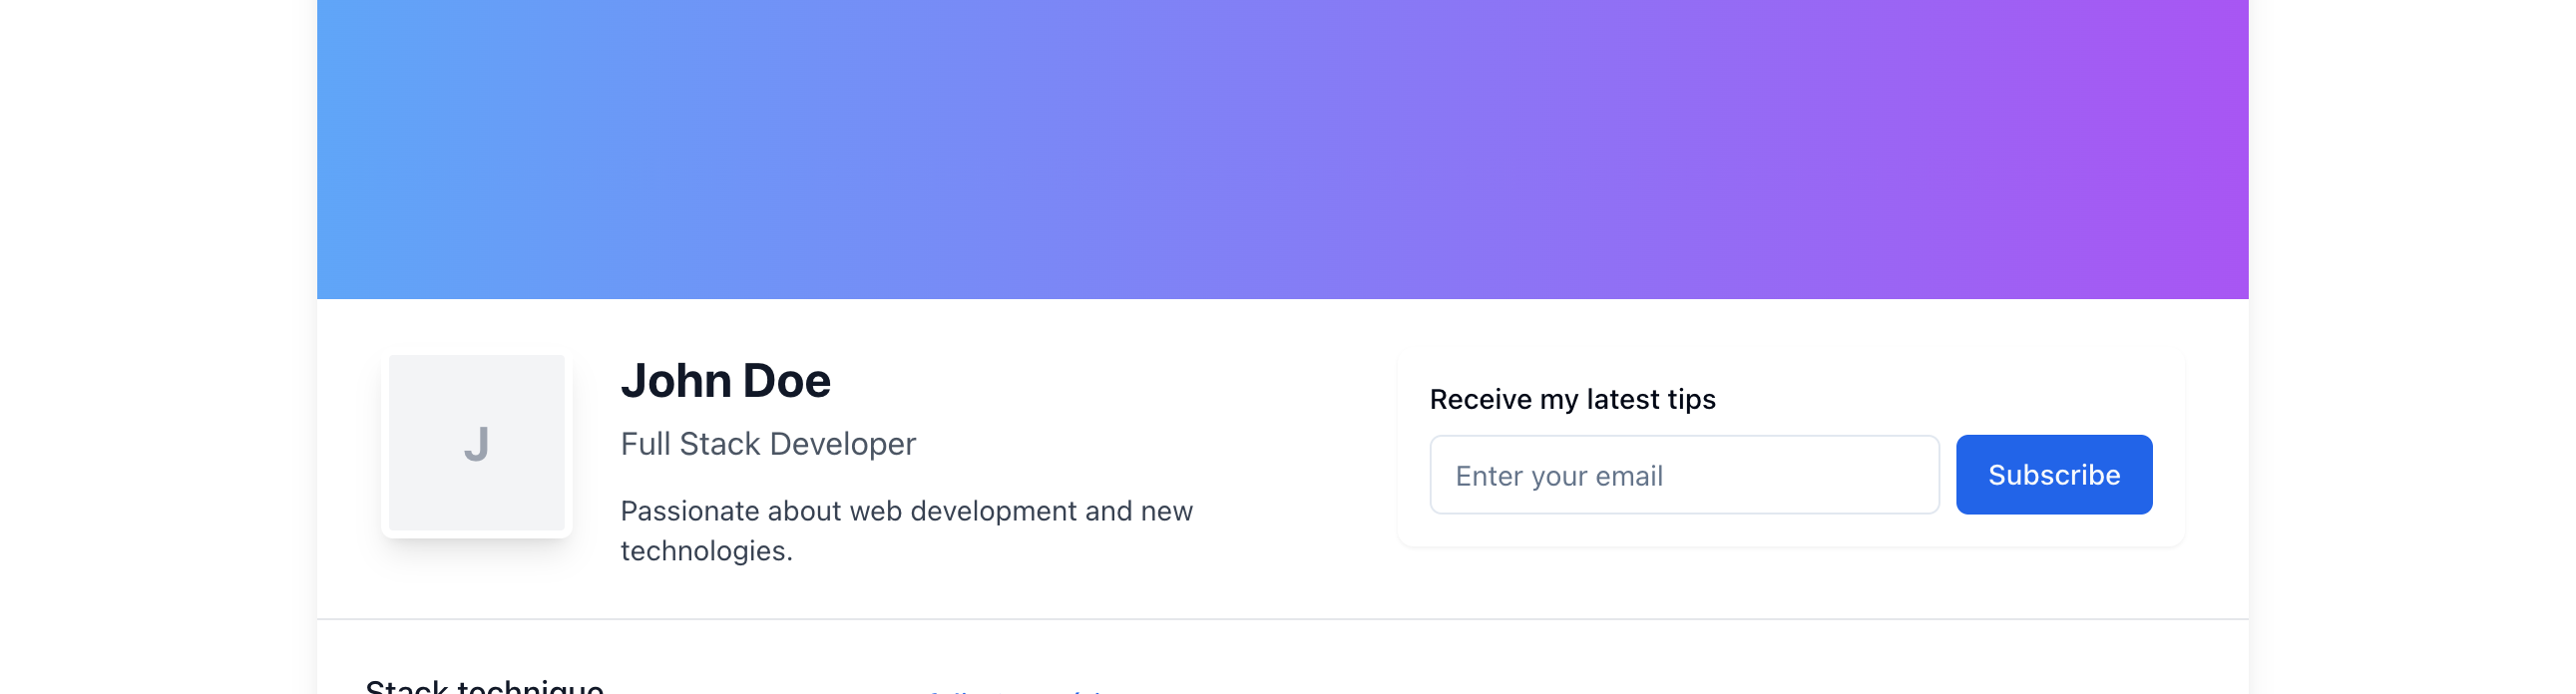 J
John Doe
Full Stack Developer
Passionate about web development and new
technologies.
Receive my latest tips
Enter your email
Subscribe
Stack technique